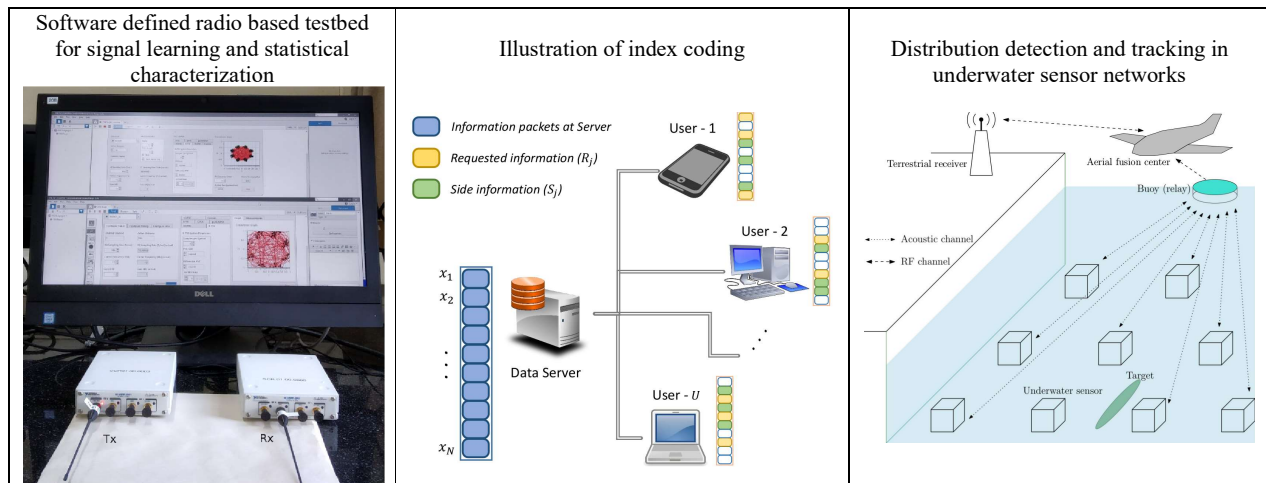 Software defined radio based testbed
for signal learning and statistical
characterization
DELL
Tx
Rx
Illustration of index coding
Information packets at Server
Requested information (R_j)
Side information (S_j)
User - 1
User - 2
User - U
x_1
x_2
x_N
Data Server
Distribution detection and tracking in
underwater sensor networks
Terrestrial receiver
Aerial fusion center
Buoy (relay)
Acoustic channel
RF channel
Underwater sensor
Target